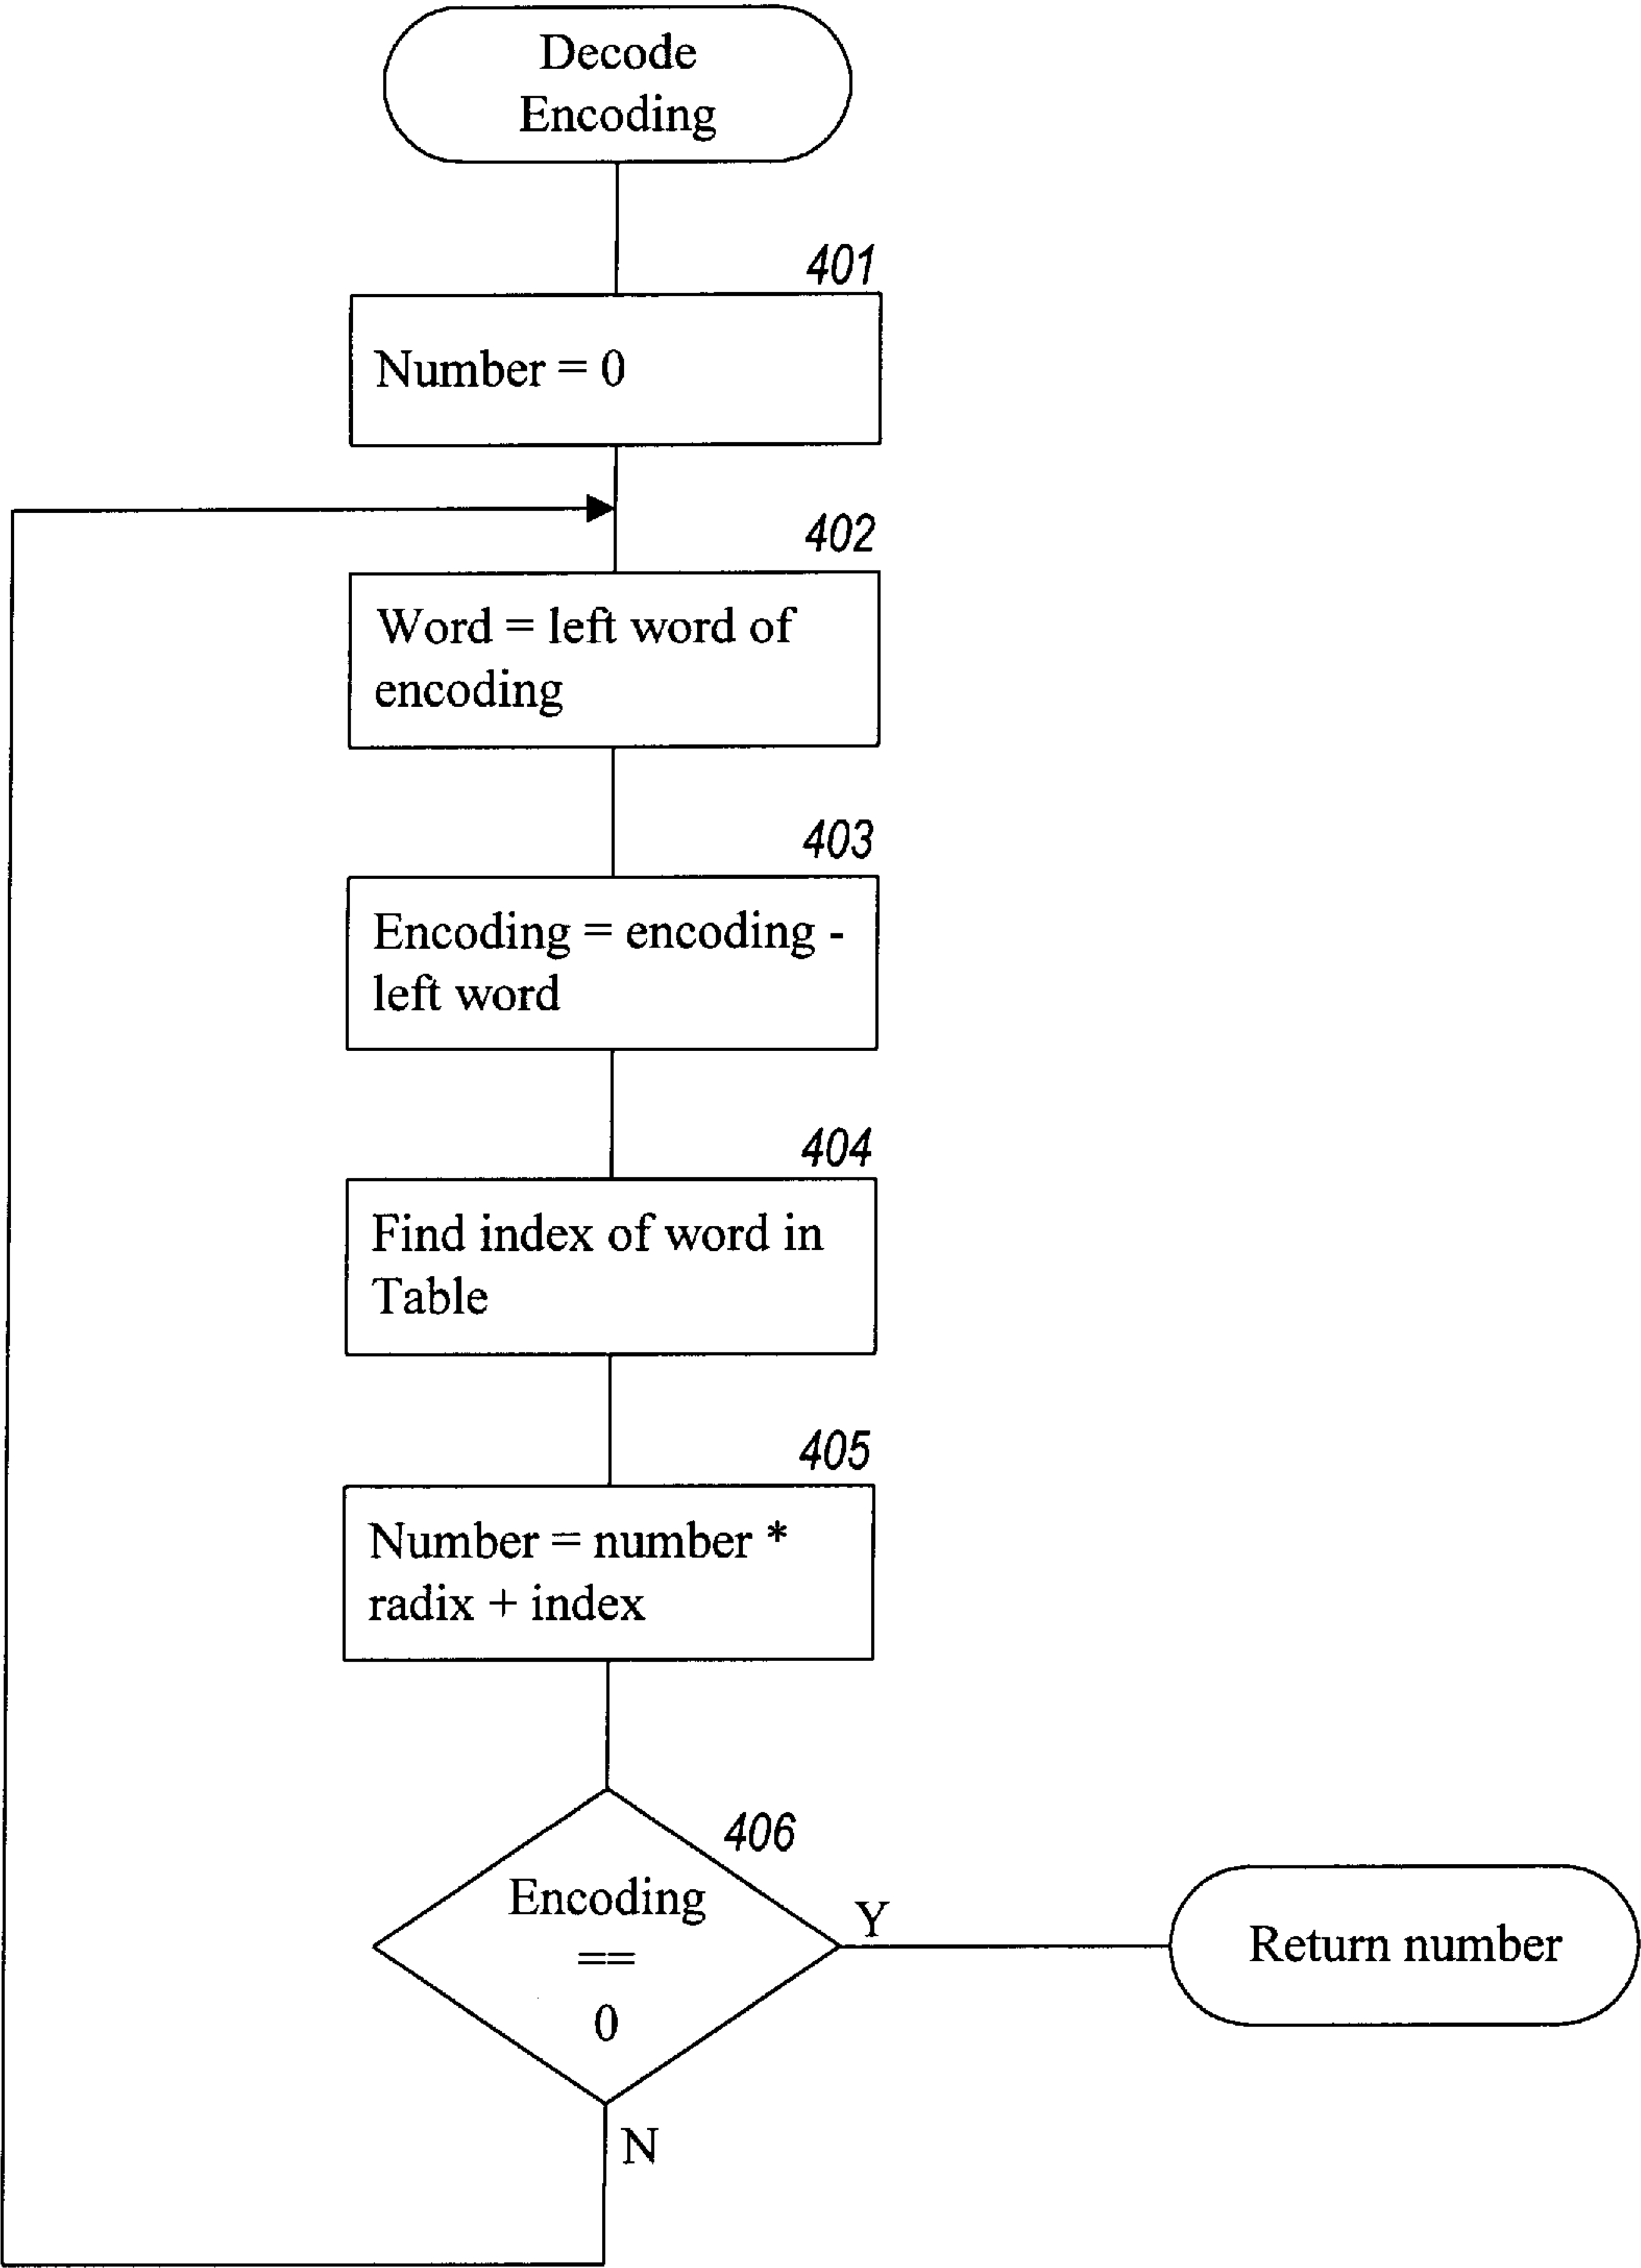 Decode
Encoding
401
Number = 0
402
Word = left word of
encoding
403
Encoding = encoding -
left word
404
Find index of word in
Table
405
Number = number *
radix + index
406
Encoding
==
0
Y
Return number
N